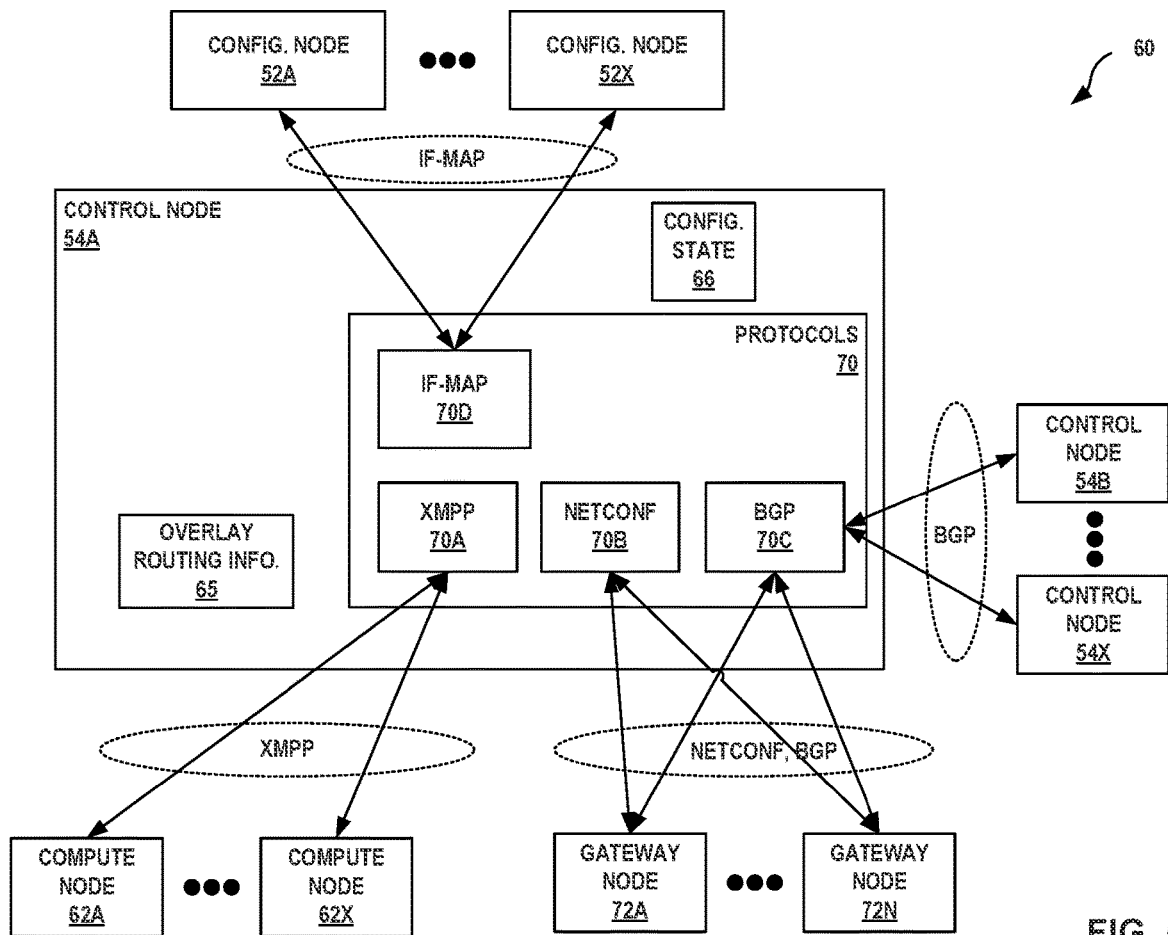 CONFIG. NODE
52A
CONFIG. NODE
52X
60
IF-MAP
CONTROL NODE
54A
CONFIG.
STATE
66
PROTOCOLS
70
IF-MAP
70D
XMPP
70A
NETCONF
70B
BGP
70C
OVERLAY
ROUTING INFO.
65
BGP
CONTROL
NODE
54B
CONTROL
NODE
54X
XMPP
NETCONF, BGP
COMPUTE
NODE
62A
COMPUTE
NODE
62X
GATEWAY
NODE
72A
GATEWAY
NODE
72N
FIG.